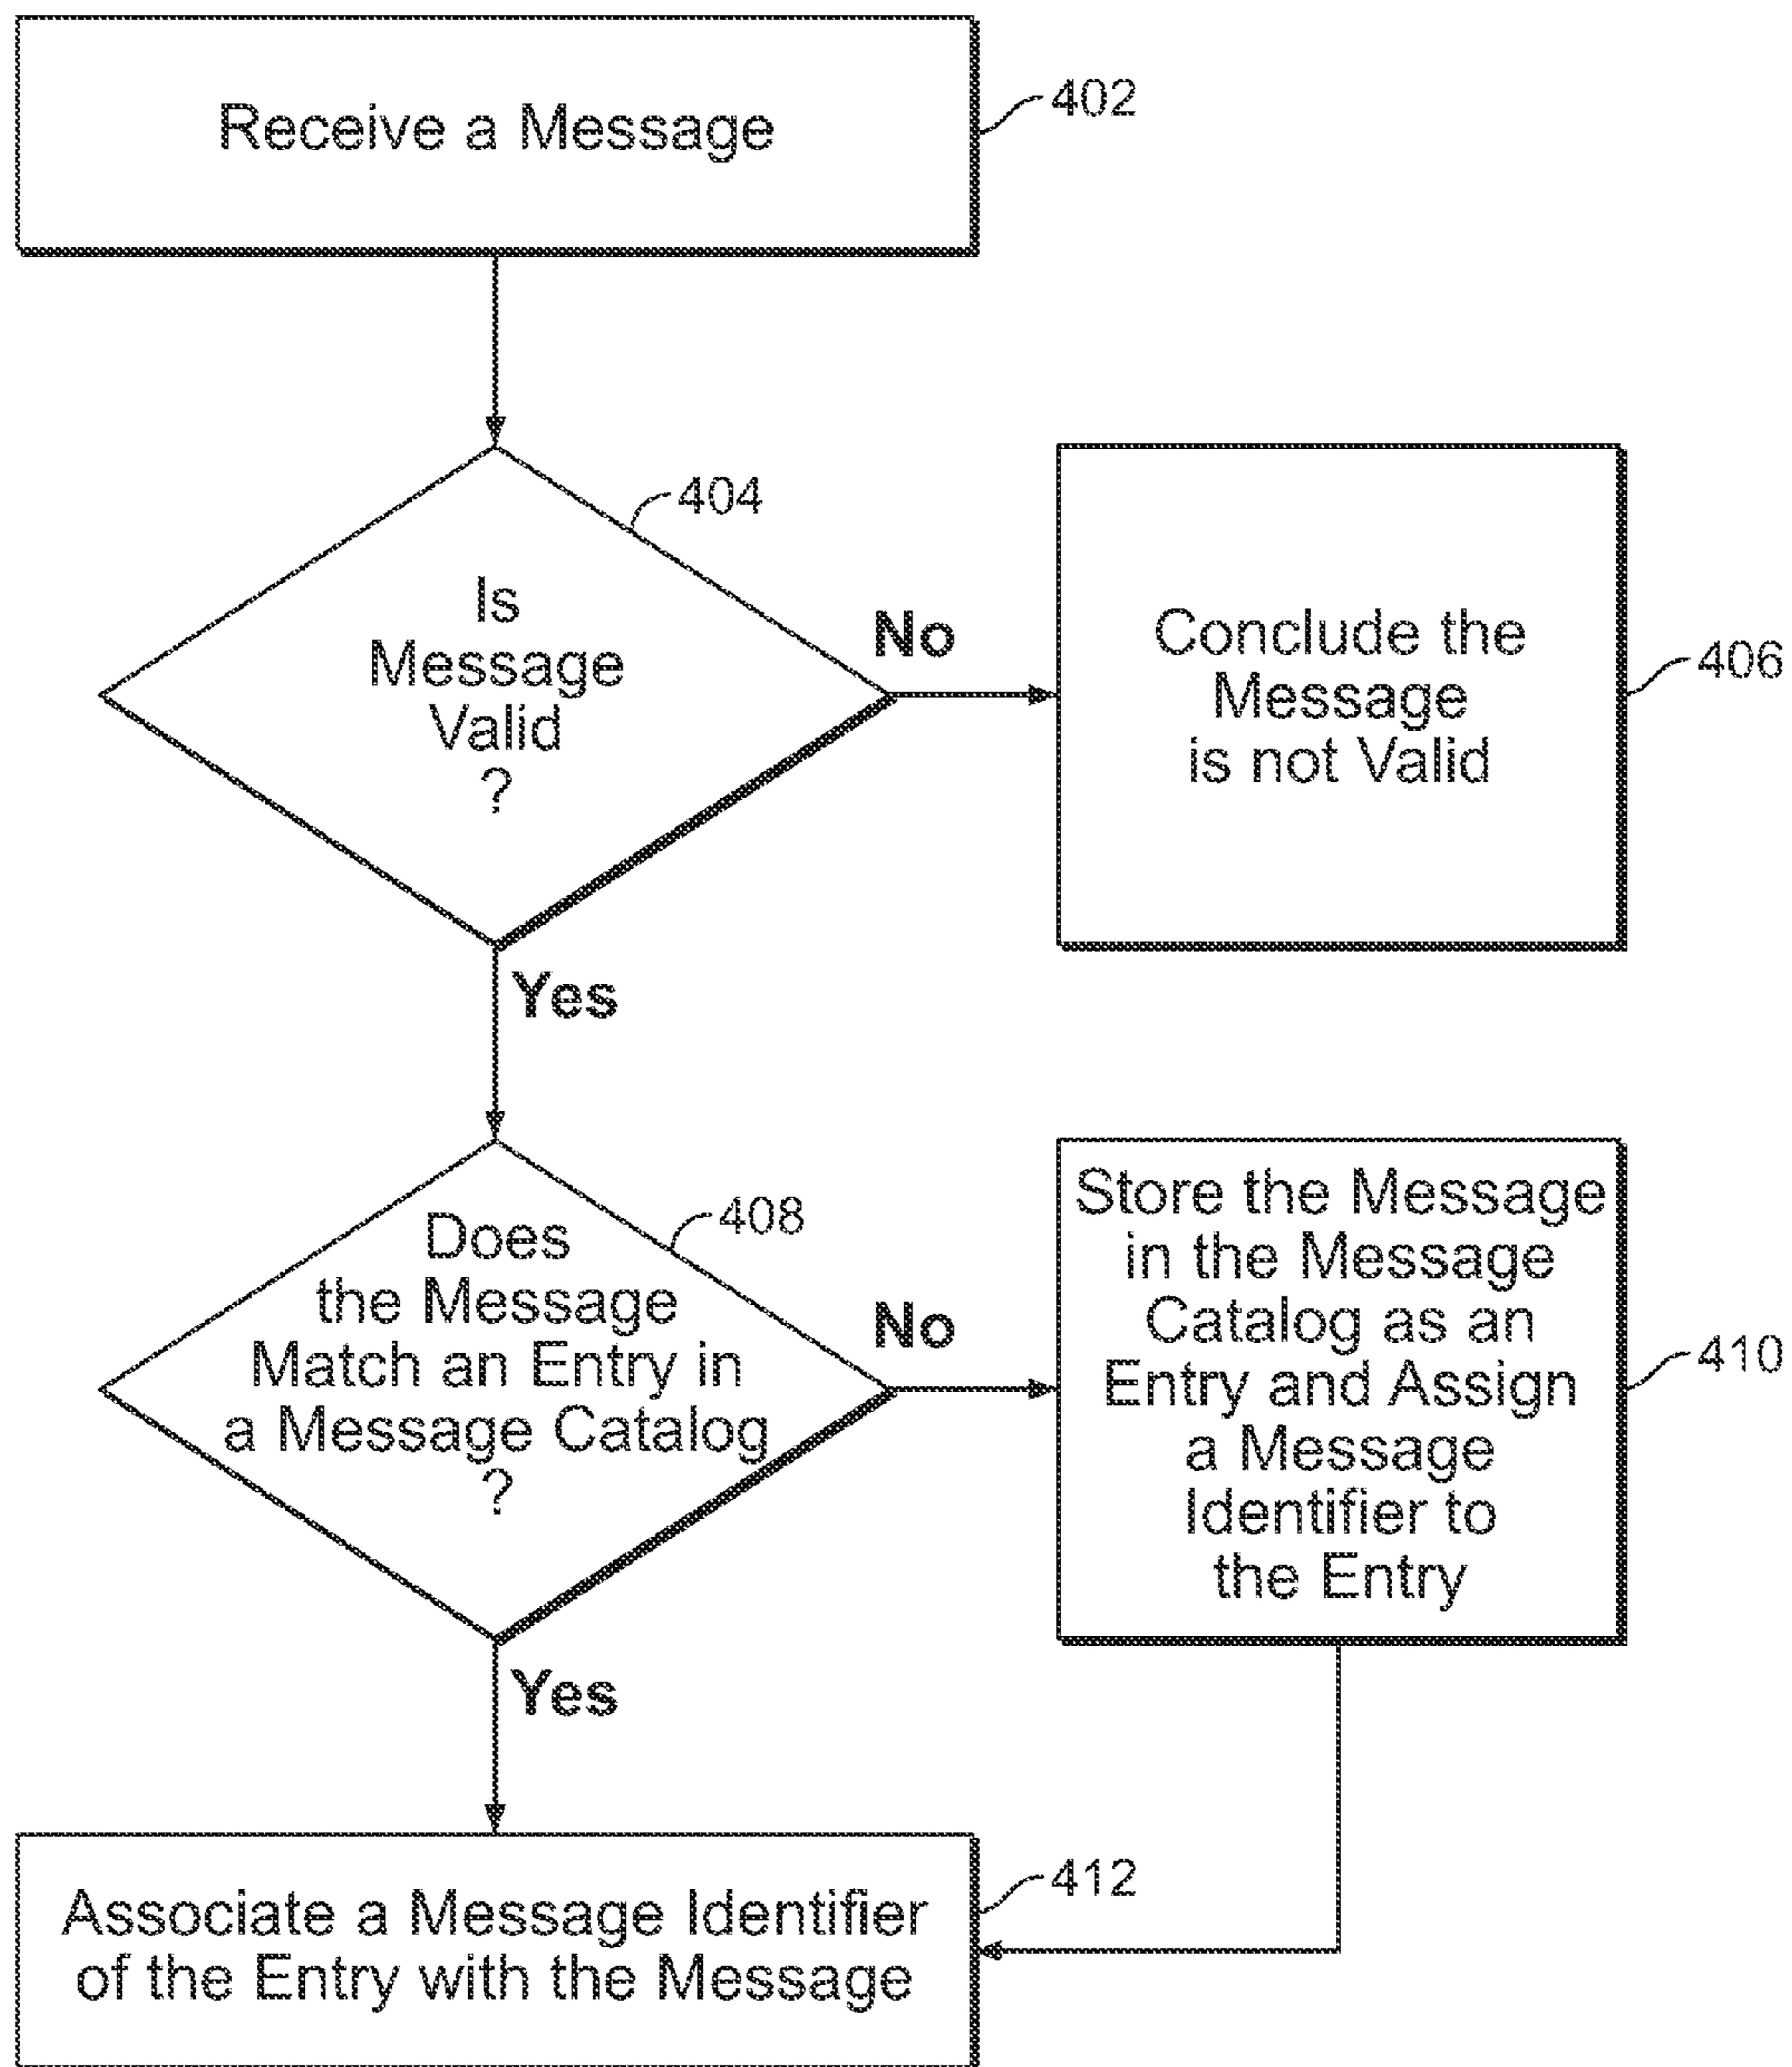 Receive a Message
402
404
Is
Message
Valid
?
No
Conclude the
Message
is not Valid
406
Yes
408
Does
the Message
Match an Entry in
a Message Catalog
?
No
Store the Message
in the Message
Catalog as an
Entry and Assign
a Message
Identifier to
the Entry
410
Yes
Associate a Message Identifier
of the Entry with the Message
412